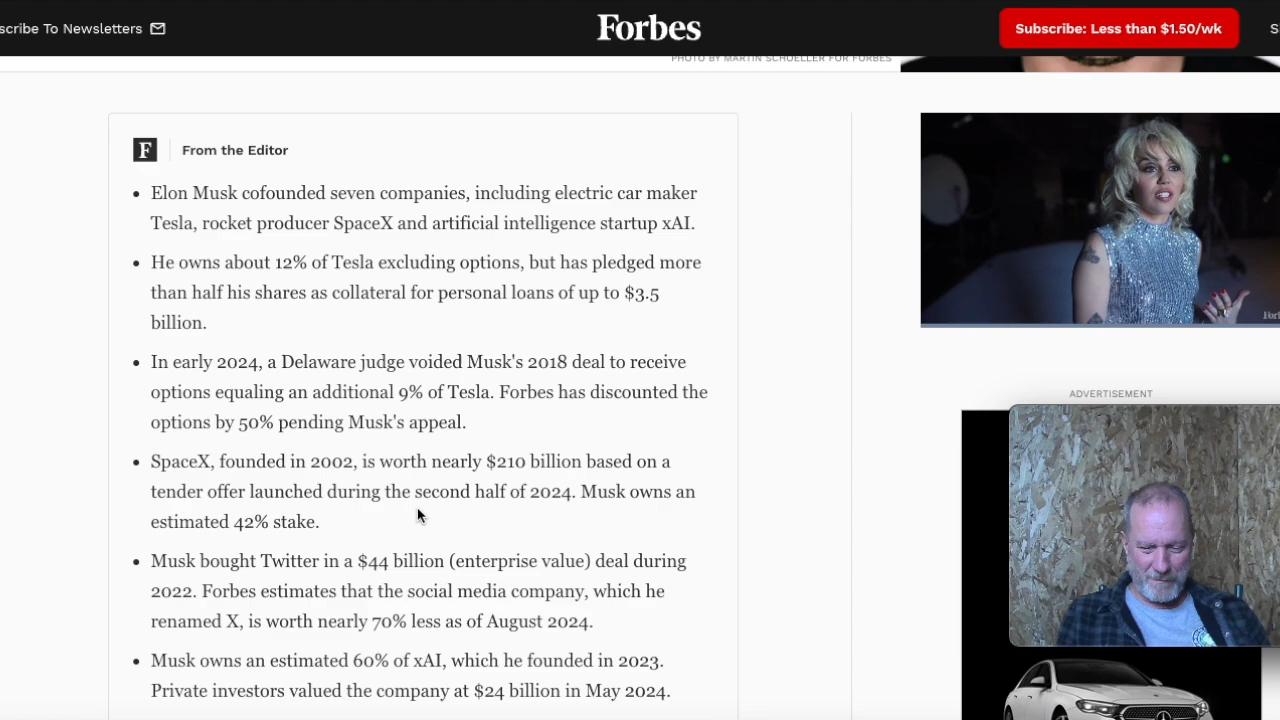 scribe To Newsletters
Forbes
Subscribe: Less than $1.50/wk
S
PHOTO BY MARTIN SCHOELLER FOR FORBES
F
From the Editor
Elon Musk cofounded seven companies, including electric car maker
Tesla, rocket producer SpaceX and artificial intelligence startup xAI.
He owns about 12% of Tesla excluding options, but has pledged more
than half his shares as collateral for personal loans of up to $3.5
billion.
In early 2024, a Delaware judge voided Musk's 2018 deal to receive
options equaling an additional 9% of Tesla. Forbes has discounted the
options by 50% pending Musk's appeal.
SpaceX, founded in 2002, is worth nearly $210 billion based on a
tender offer launched during the second half of 2024. Musk owns an
estimated 42% stake.
Musk bought Twitter in a $44 billion (enterprise value) deal during
2022. Forbes estimates that the social media company, which he
renamed X, is worth nearly 70% less as of August 2024.
Musk owns an estimated 60% of xAI, which he founded in 2023.
Private investors valued the company at $24 billion in May 2024.
Forb
ADVERTISEMENT